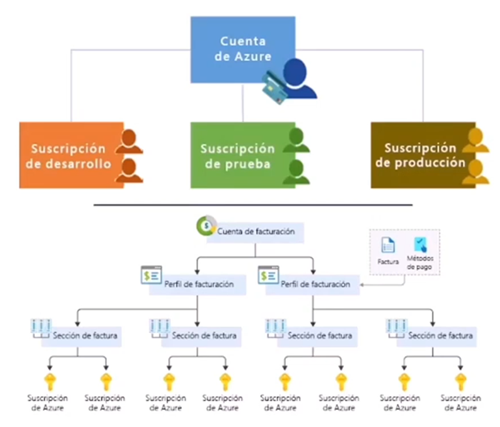 Cuenta
de Azure
Suscripción
de desarrollo
Suscripción
de prueba
Suscripción
de producción
Cuenta de facturación
Factura
Métodos
de pago
Perfil de facturación
Perfil de facturación
Sección de factura
Sección de factura
Sección de factura
Sección de factura
Suscripción
de Azure
Suscripción
de Azure
Suscripción
de Azure
Suscripción
de Azure
Suscripción
de Azure
Suscripción
de Azure
Suscripción
de Azure
Suscripción
de Azure